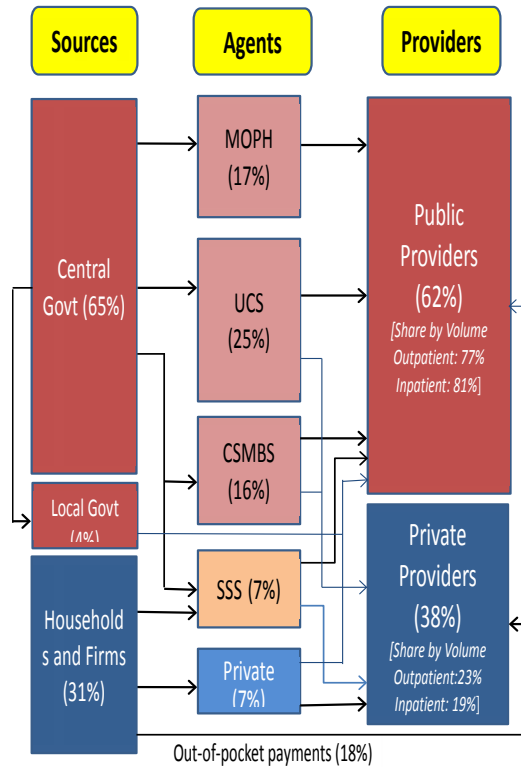 Sources
Agents
Providers
Central
Govt (65%)
Local Govt
(4%)
Household
s and Firms
(31%)
MOPH
(17%)
UCS
(25%)
CSMBS
(16%)
SSS (7%)
Private
(7%)
Public
Providers
(62%)
[Share by Volume
Outpatient: 77%
Inpatient: 81%]
Private
Providers
(38%)
[Share by Volume
Outpatient:23%
Inpatient: 19%]
Out-of-pocket payments (18%)